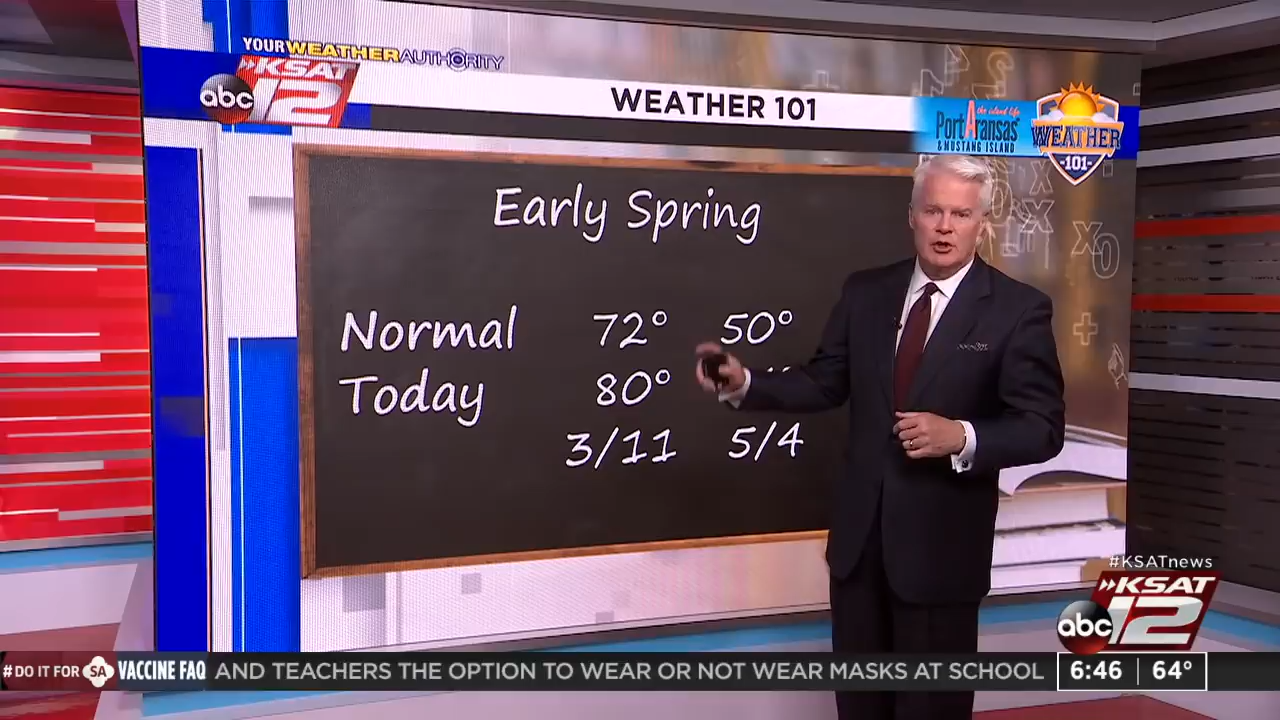 YOUR WEATHER AUTHORITY
abc KSAT 12
WEATHER 101
the island life
Port Aransas
& MUSTANG ISLAND
WEATHER
-101-
Early Spring
Normal 72° 50°
Today 80°
3/11 5/4
#KSATnews
abc KSAT 12
#DO IT FOR SA VACCINE FAQ AND TEACHERS THE OPTION TO WEAR OR NOT WEAR MASKS AT SCHOOL 6:46 64°